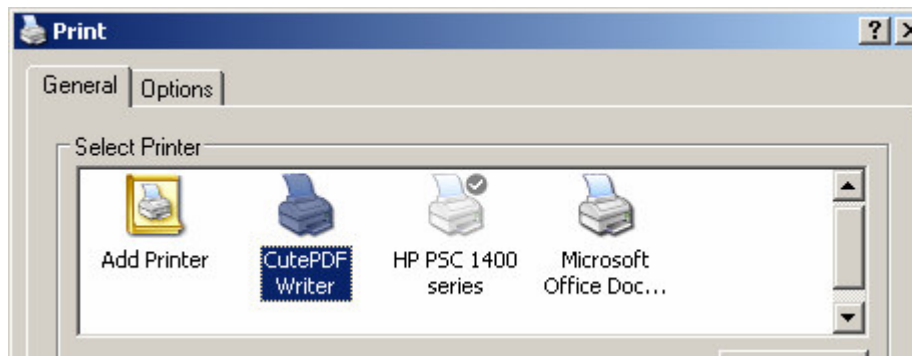 Print
General Options
Select Printer
Add Printer CutePDF HP PSC 1400 Microsoft
Writer series Office Doc...